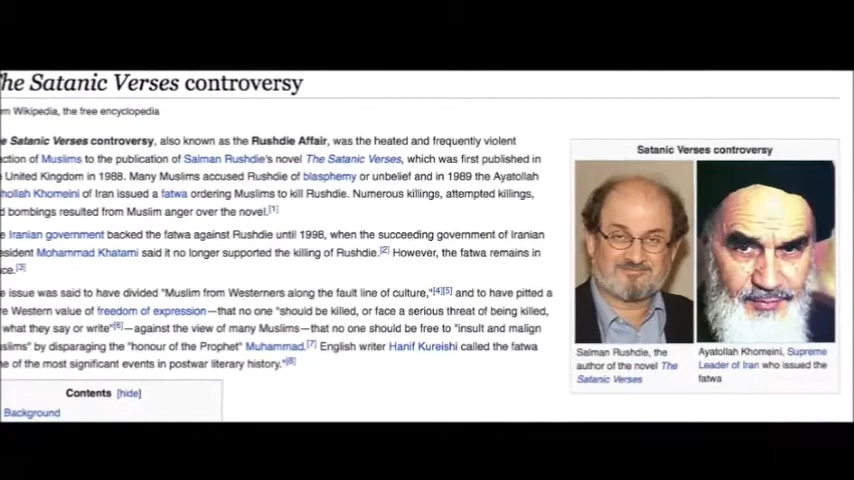 he Satanic Verses controversy
m Wikipedia, the free encyclopedia
e Satanic Verses controversy, also known as the Rushdie Affair, was the heated and frequently violent
ction of Muslims to the publication of Salman Rushdie's novel The Satanic Verses, which was first published in
United Kingdom in 1988. Many Muslims accused Rushdie of blasphemy or unbelief and in 1989 the Ayatollah
hollah Khomeini of Iran issued a fatwa ordering Muslims to kill Rushdie. Numerous killings, attempted killings,
d bombings resulted from Muslim anger over the novel.[1]
e Iranian government backed the fatwa against Rushdie until 1998, when the succeeding government of Iranian
esident Mohammad Khatami said it no longer supported the killing of Rushdie.[2] However, the fatwa remains in
ce.[3]
e issue was said to have divided "Muslim from Westerners along the fault line of culture,"[4][5] and to have pitted a
re Western value of freedom of expression—that no one "should be killed, or face a serious threat of being killed,
what they say or write"[6]—against the view of many Muslims—that no one should be free to "insult and malign
slims" by disparaging the "honour of the Prophet" Muhammad.[7] English writer Hanif Kureishi called the fatwa
e of the most significant events in postwar literary history."[8]
Contents [hide]
Background
Satanic Verses controversy
Salman Rushdie, the
author of the novel The
Satanic Verses
Ayatollah Khomeini, Supreme
Leader of Iran who issued the
fatwa